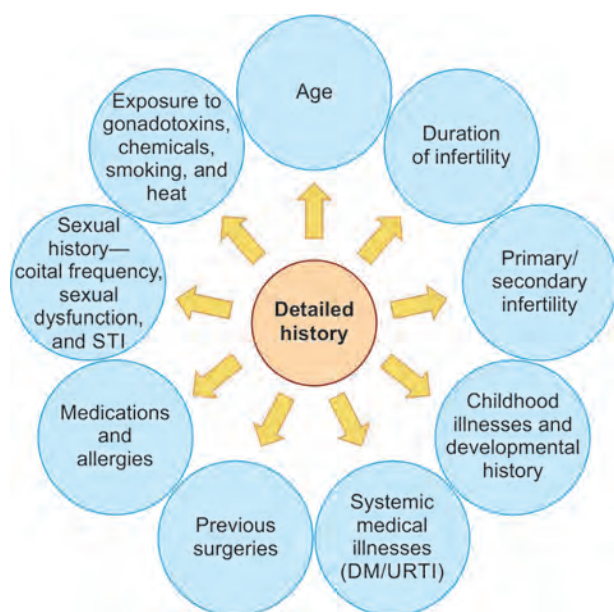 Age
Duration
of infertility
Primary/
secondary
infertility
Childhood
illnesses and
developmental
history
Systemic
medical
illnesses
(DM/URTI)
Previous
surgeries
Medications
and
allergies
Sexual
history—
coital frequency,
sexual
dysfunction,
and STI
Exposure to
gonadotoxins,
chemicals,
smoking, and
heat
Detailed
history